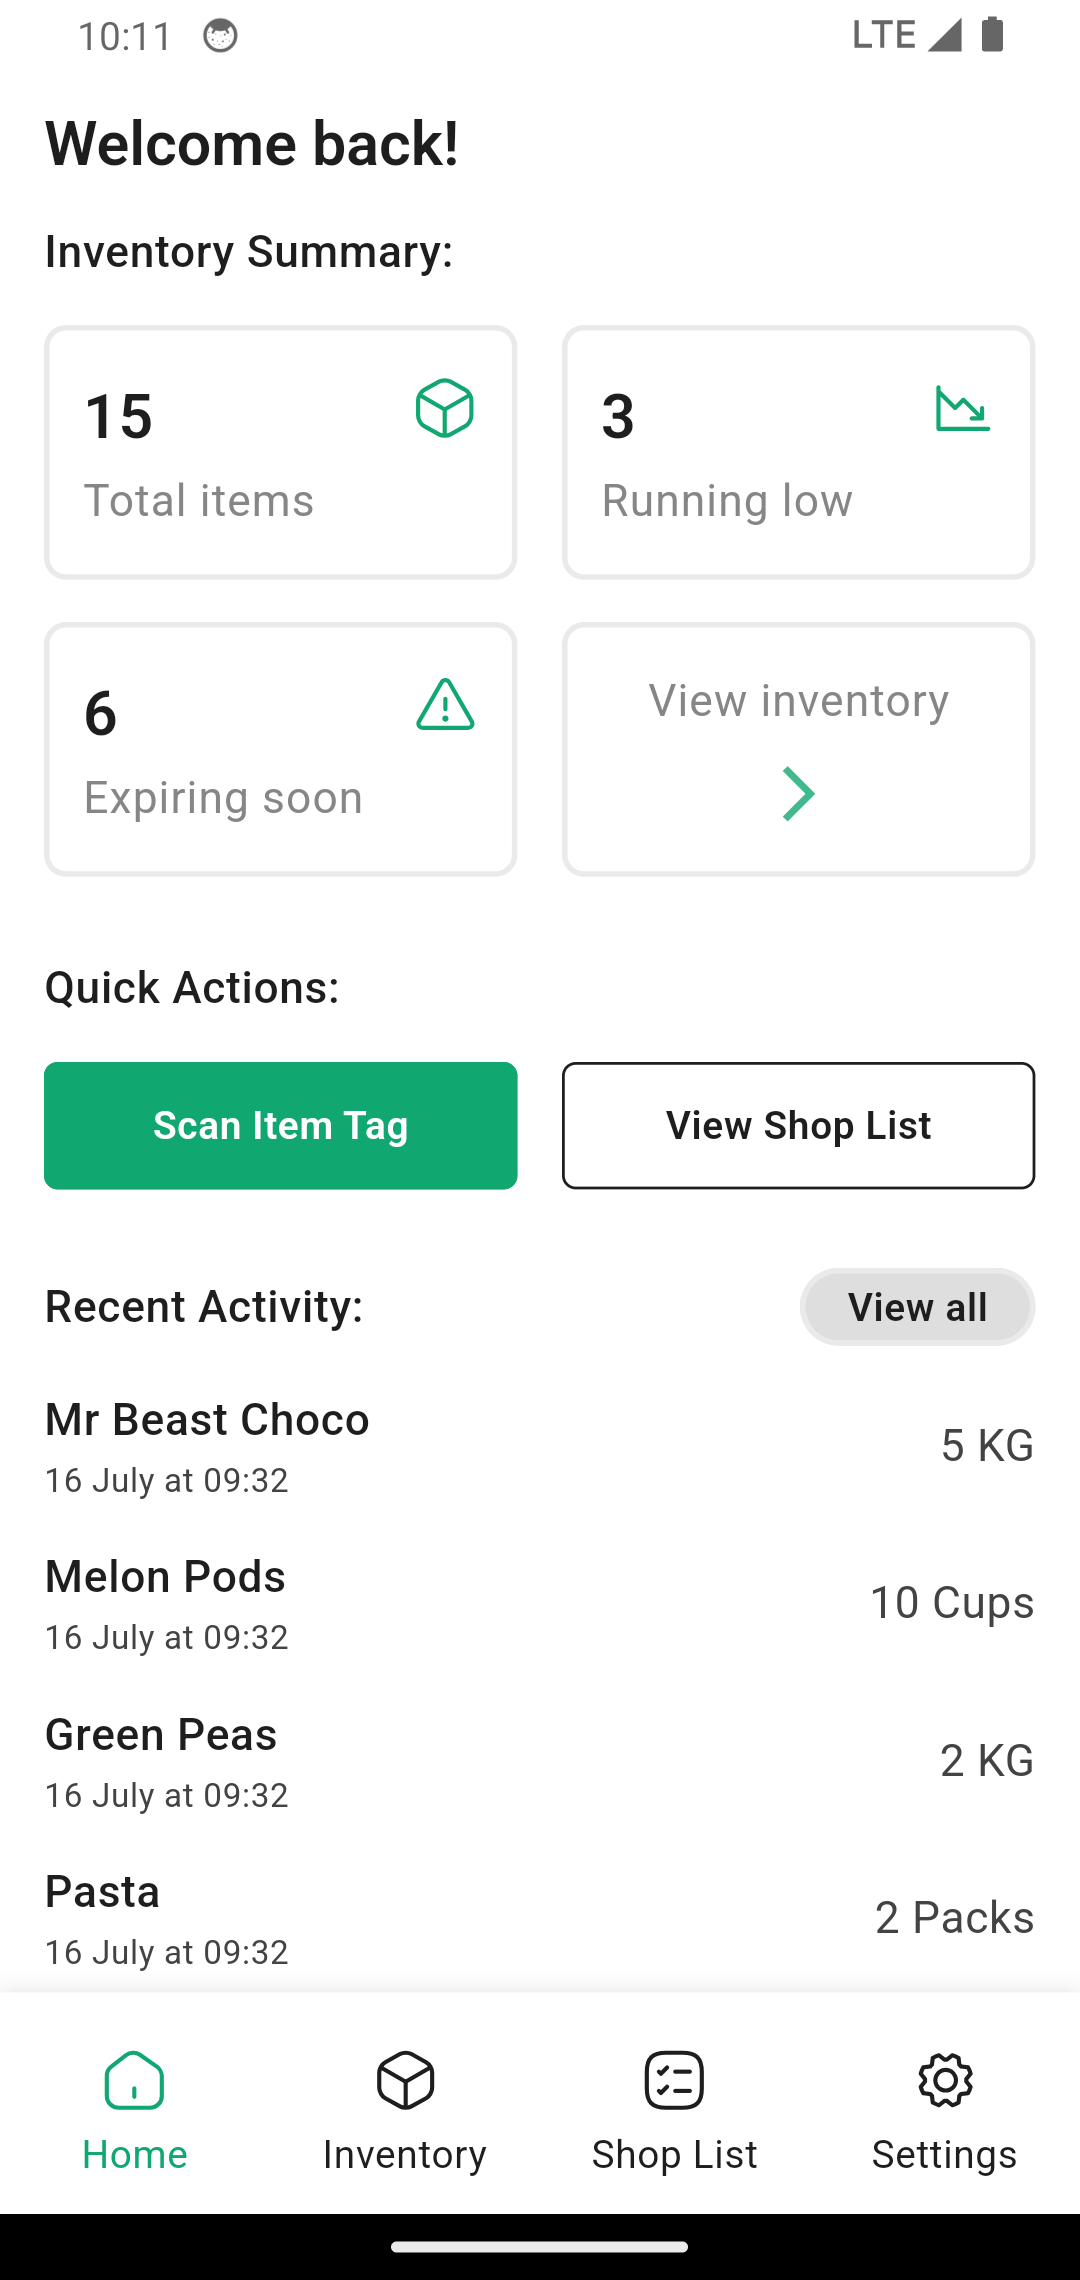 10:11
LTE
Welcome back!
Inventory Summary:
15
Total items
3
Running low
6
Expiring soon
View inventory
Quick Actions:
Scan Item Tag
View Shop List
Recent Activity:
View all
Mr Beast Choco
16 July at 09:32
5 KG
Melon Pods
16 July at 09:32
10 Cups
Green Peas
16 July at 09:32
2 KG
Pasta
16 July at 09:32
2 Packs
Home
Inventory
Shop List
Settings